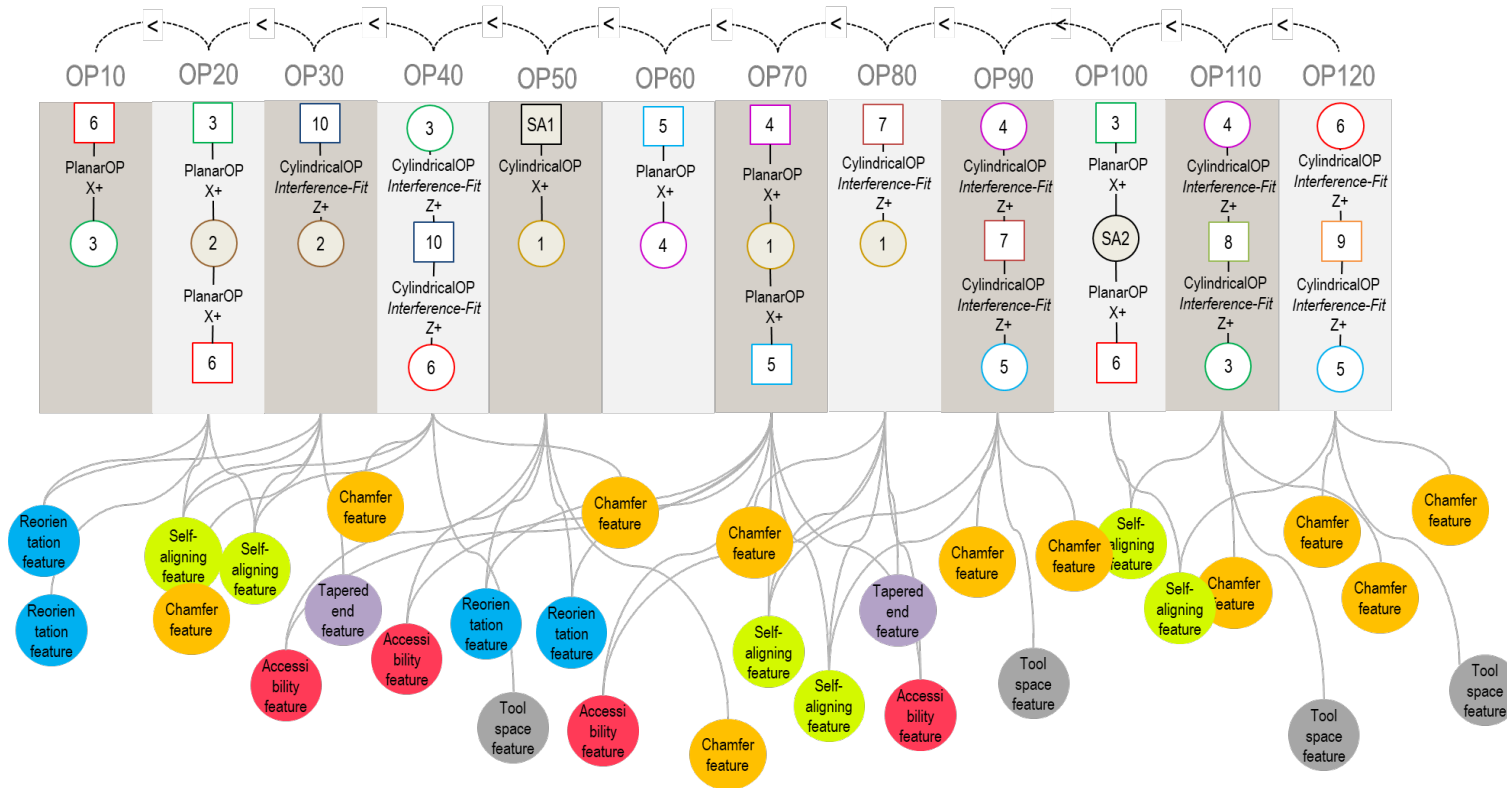 < < < < < < < < < < <
OP10 OP20 OP30 OP40 OP50 OP60 OP70 OP80 OP90 OP100 OP110 OP120
6
PlanarOP
X+
3
3
PlanarOP
X+
2
PlanarOP
X+
6
10
CylindricalOP
Interference-Fit
Z+
2
3
CylindricalOP
Interference-Fit
Z+
10
CylindricalOP
Interference-Fit
Z+
6
SA1
CylindricalOP
X+
1
5
PlanarOP
X+
4
4
PlanarOP
X+
1
PlanarOP
X+
5
7
CylindricalOP
Interference-Fit
Z+
1
4
CylindricalOP
Interference-Fit
Z+
7
CylindricalOP
Interference-Fit
Z+
5
3
PlanarOP
X+
SA2
PlanarOP
X+
6
4
CylindricalOP
Interference-Fit
Z+
8
CylindricalOP
Interference-Fit
Z+
3
6
CylindricalOP
Interference-Fit
Z+
9
CylindricalOP
Interference-Fit
Z+
5
Reorien
tation
feature
Reorien
tation
feature
Self-
aligning
feature
Chamfer
feature
Self-
aligning
feature
Chamfer
feature
Tapered
end
feature
Accessi
bility
feature
Accessi
bility
feature
Reorien
tation
feature
Tool
space
feature
Reorien
tation
feature
Chamfer
feature
Accessi
bility
feature
Chamfer
feature
Chamfer
feature
Self-
aligning
feature
Self-
aligning
feature
Tapered
end
feature
Accessi
bility
feature
Chamfer
feature
Tool
space
feature
Chamfer
feature
Self-
aligning
feature
Self-
aligning
feature
Chamfer
feature
Chamfer
feature
Tool
space
feature
Chamfer
feature
Chamfer
feature
Tool
space
feature